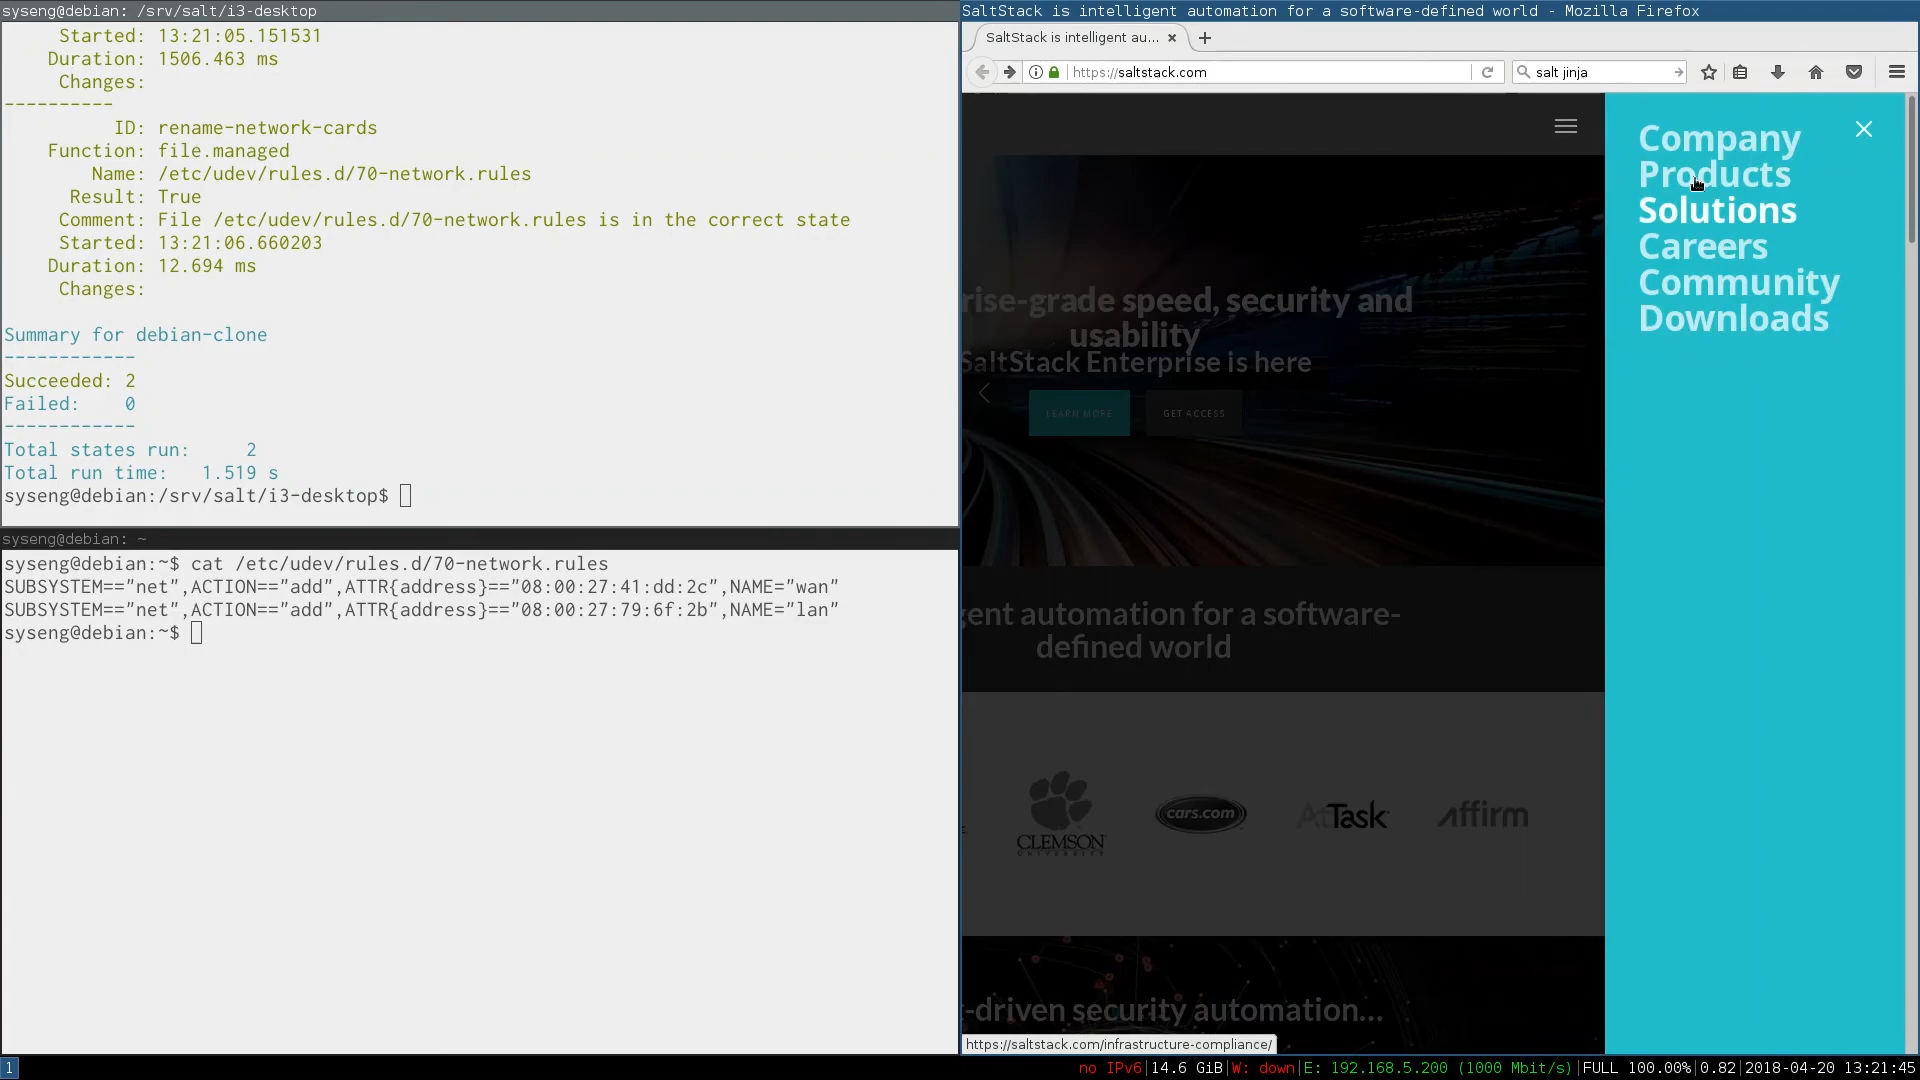 syseng@debian: /srv/salt/i3-desktop
Started: 13:21:05.151531
Duration: 1506.463 ms
Changes:
----------
ID: rename-network-cards
Function: file.managed
Name: /etc/udev/rules.d/70-network.rules
Result: True
Comment: File /etc/udev/rules.d/70-network.rules is in the correct state
Started: 13:21:06.660203
Duration: 12.694 ms
Changes:
Summary for debian-clone
------------
Succeeded: 2
Failed:    0
------------
Total states run:     2
Total run time:   1.519 s
syseng@debian:/srv/salt/i3-desktop$
syseng@debian: ~
syseng@debian:~$ cat /etc/udev/rules.d/70-network.rules
SUBSYSTEM=="net",ACTION=="add",ATTR{address}=="08:00:27:41:dd:2c",NAME="wan"
SUBSYSTEM=="net",ACTION=="add",ATTR{address}=="08:00:27:79:6f:2b",NAME="lan"
syseng@debian:~$
SaltStack is intelligent automation for a software-defined world - Mozilla Firefox
SaltStack is intelligent au...
https://saltstack.com
salt jinja
Company
Products
Solutions
Careers
Community
Downloads
rise-grade speed, security and
usability
SaltStack Enterprise is here
LEARN MORE
GET ACCESS
gent automation for a software-
defined world
CLEMSON
UNIVERSITY
cars.com
AtTask
Affirm
-driven security automation...
https://saltstack.com/infrastructure-compliance/
1
no IPv6|14.6 GiB|W: down|E: 192.168.5.200 (1000 Mbit/s)|FULL 100.00%|0.82|2018-04-20 13:21:45